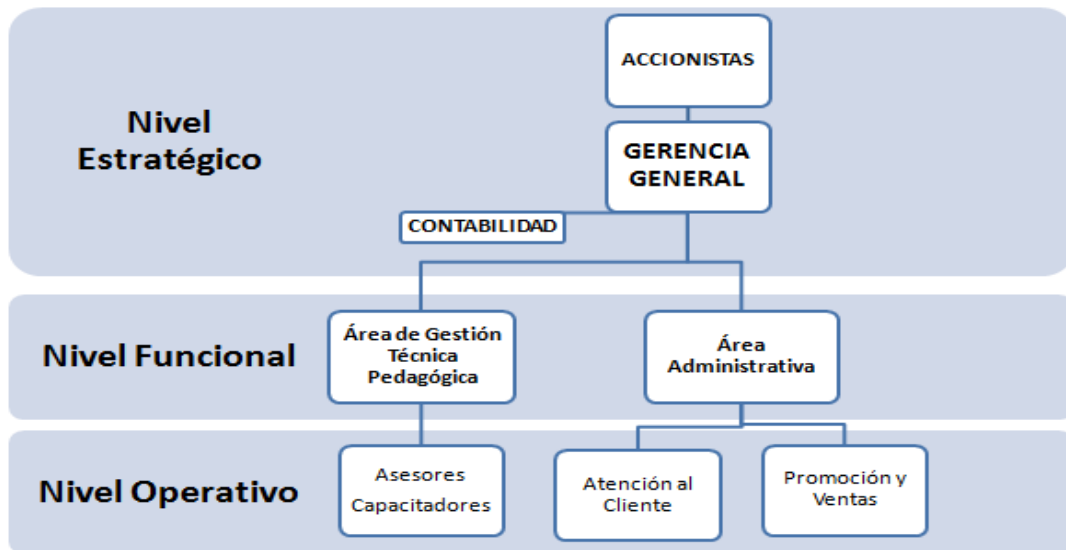 ACCIONISTAS
Nivel
Estratégico
GERENCIA
GENERAL
CONTABILIDAD
Nivel Funcional
Área de Gestión
Técnica
Pedagógica
Área
Administrativa
Nivel Operativo
Asesores
Capacitadores
Atención al
Cliente
Promoción y
Ventas